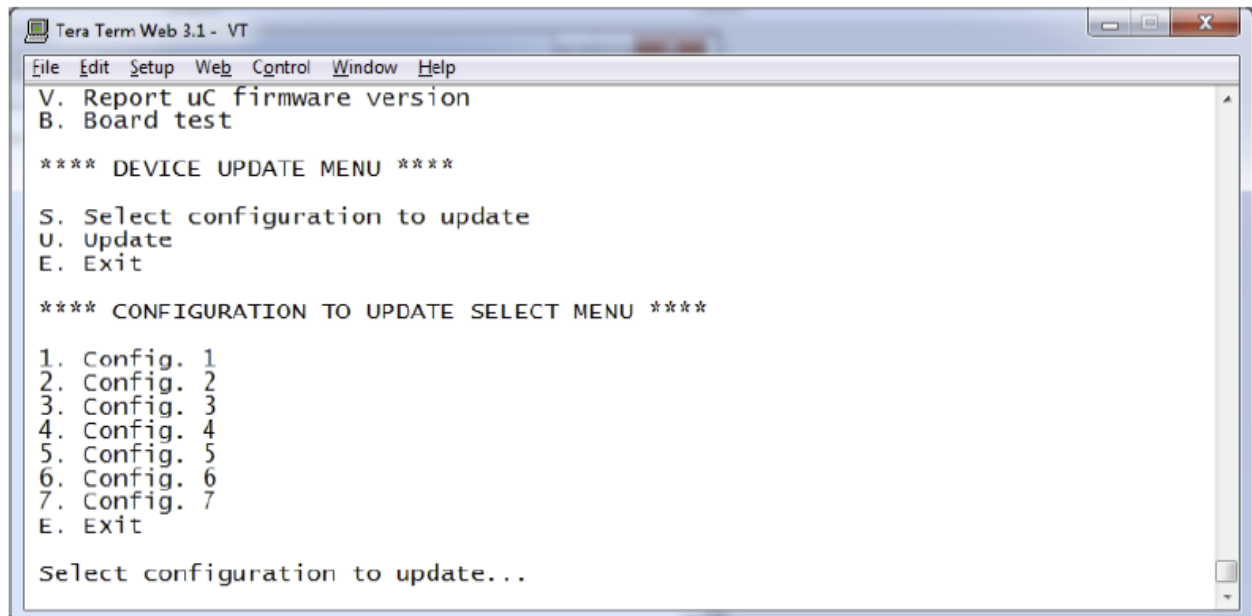 Tera Term Web 3.1 - VT
File Edit Setup Web Control Window Help
V. Report uC firmware version
B. Board test
**** DEVICE UPDATE MENU ****
S. Select configuration to update
U. Update
E. Exit
**** CONFIGURATION TO UPDATE SELECT MENU ****
1. Config. 1
2. Config. 2
3. Config. 3
4. Config. 4
5. Config. 5
6. Config. 6
7. Config. 7
E. Exit
Select configuration to update...